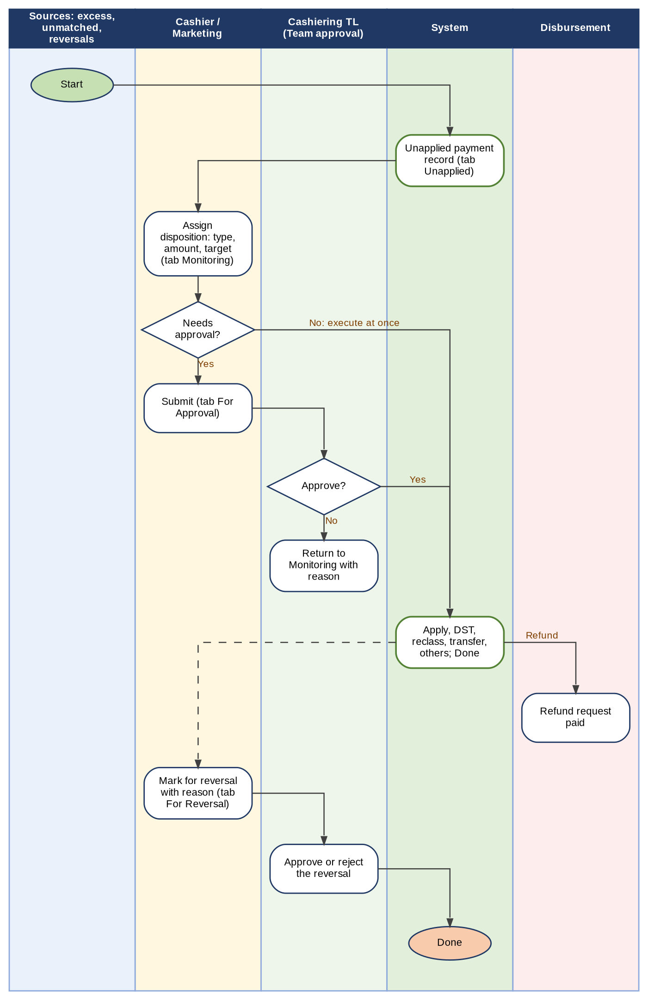 Sources: excess,
unmatched,
reversals
Cashier /
Marketing
Cashiering TL
(Team approval)
System
Disbursement
Start
Unapplied payment
record (tab
Unapplied)
Assign
disposition: type,
amount, target
(tab Monitoring)
Needs
approval?
No: execute at once
Yes
Submit (tab For
Approval)
Approve?
Yes
No
Return to
Monitoring with
reason
Apply, DST,
reclass, transfer,
others; Done
Refund
Refund request
paid
Mark for reversal
with reason (tab
For Reversal)
Approve or reject
the reversal
Done